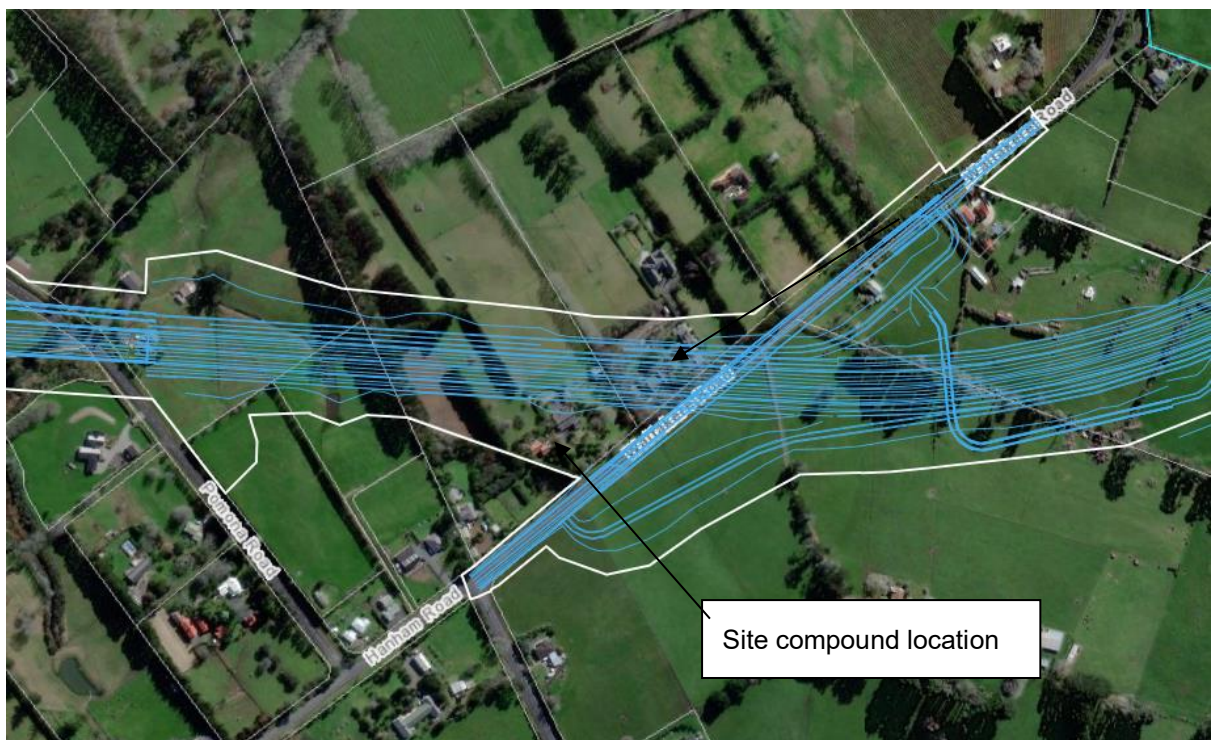 Waitakere Road
Waitakere Road
Pomona Road
Hanham Road
Site compound location